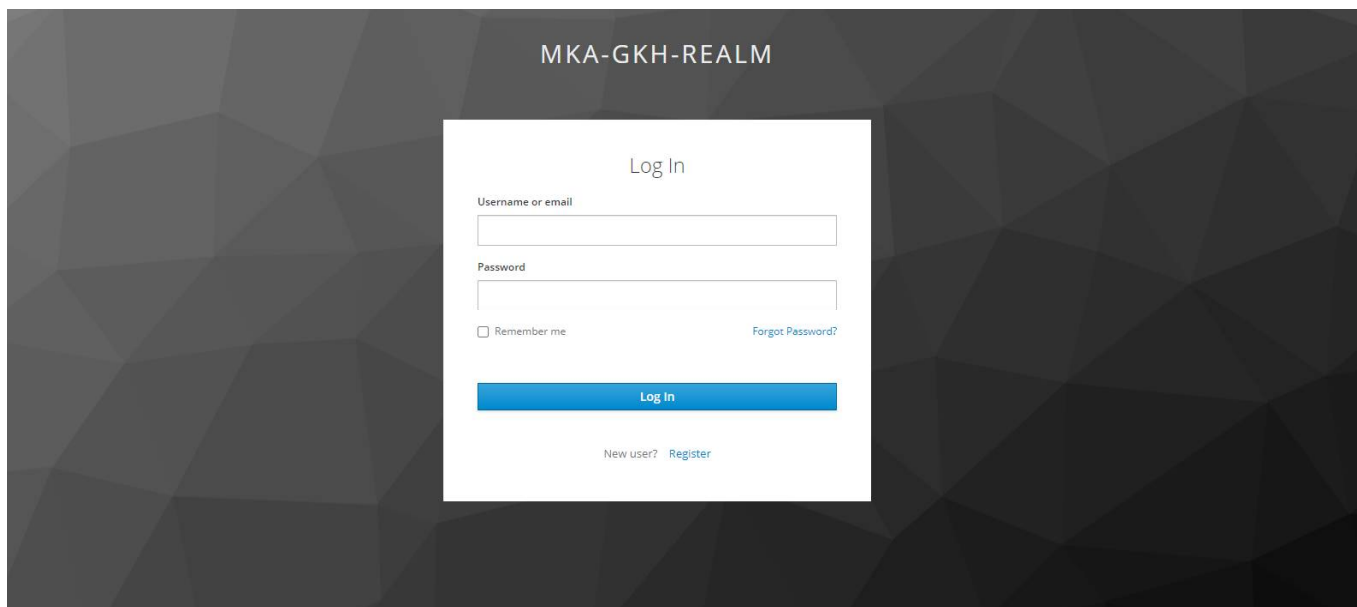 MKA-GKH-REALM
Log In
Username or email
Password
Remember me Forgot Password?
Log In
New user? Register